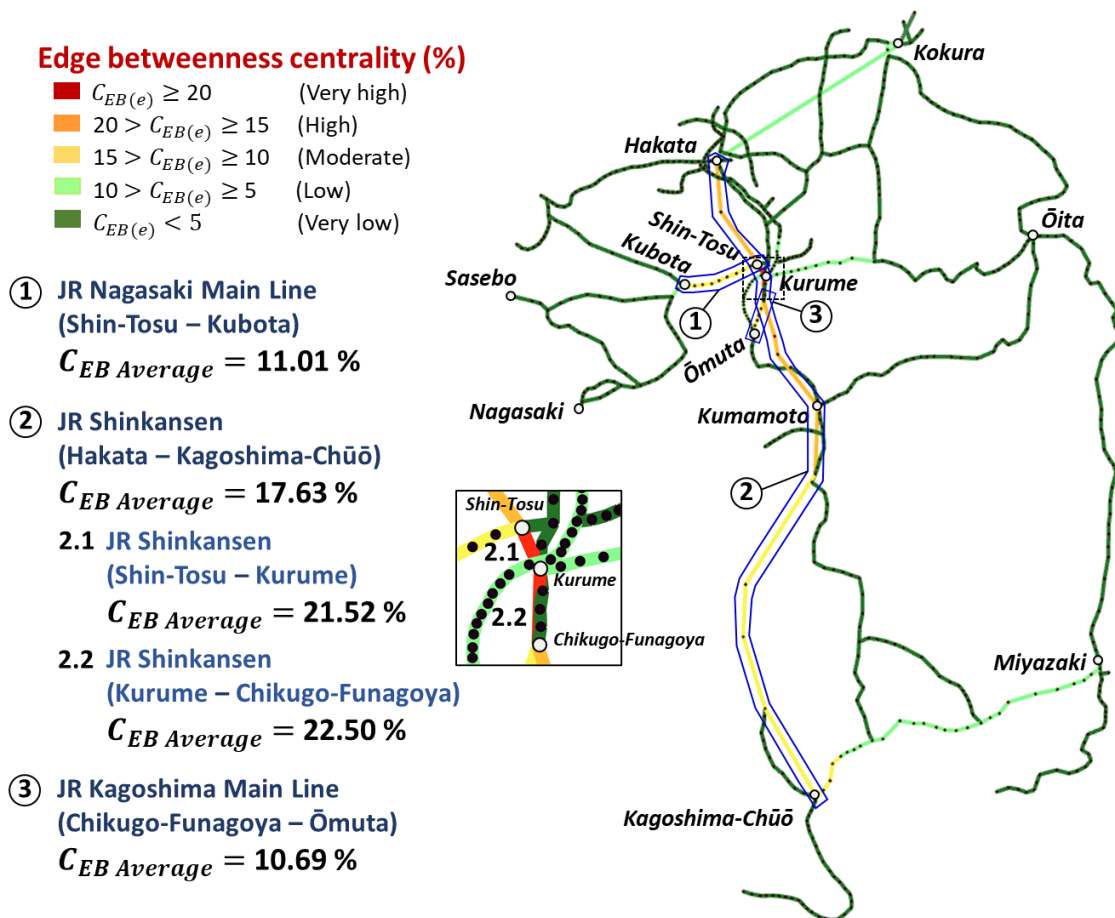 Edge betweenness centrality (%)
C_EB(e) ≥ 20 (Very high)
20 > C_EB(e) ≥ 15 (High)
15 > C_EB(e) ≥ 10 (Moderate)
10 > C_EB(e) ≥ 5 (Low)
C_EB(e) < 5 (Very low)
1 JR Nagasaki Main Line
(Shin-Tosu – Kubota)
C_EB Average = 11.01 %
2 JR Shinkansen
(Hakata – Kagoshima-Chūō)
C_EB Average = 17.63 %
2.1 JR Shinkansen
(Shin-Tosu – Kurume)
C_EB Average = 21.52 %
2.2 JR Shinkansen
(Kurume – Chikugo-Funagoya)
C_EB Average = 22.50 %
3 JR Kagoshima Main Line
(Chikugo-Funagoya – Ōmuta)
C_EB Average = 10.69 %
Kokura
Hakata
Ōita
Shin-Tosu
Kubota
Sasebo
Kurume
1
3
Ōmuta
Nagasaki
Kumamoto
2
Shin-Tosu
2.1
Kurume
2.2
Chikugo-Funagoya
Miyazaki
Kagoshima-Chūō